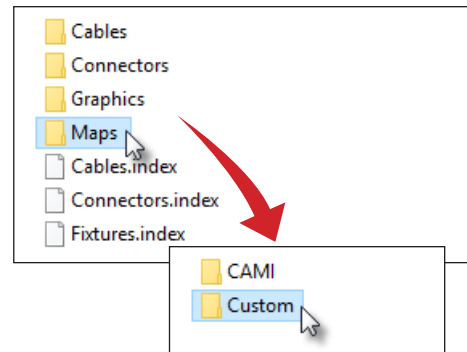 Cables
Connectors
Graphics
Maps
Cables.index
Connectors.index
Fixtures.index
CAMI
Custom